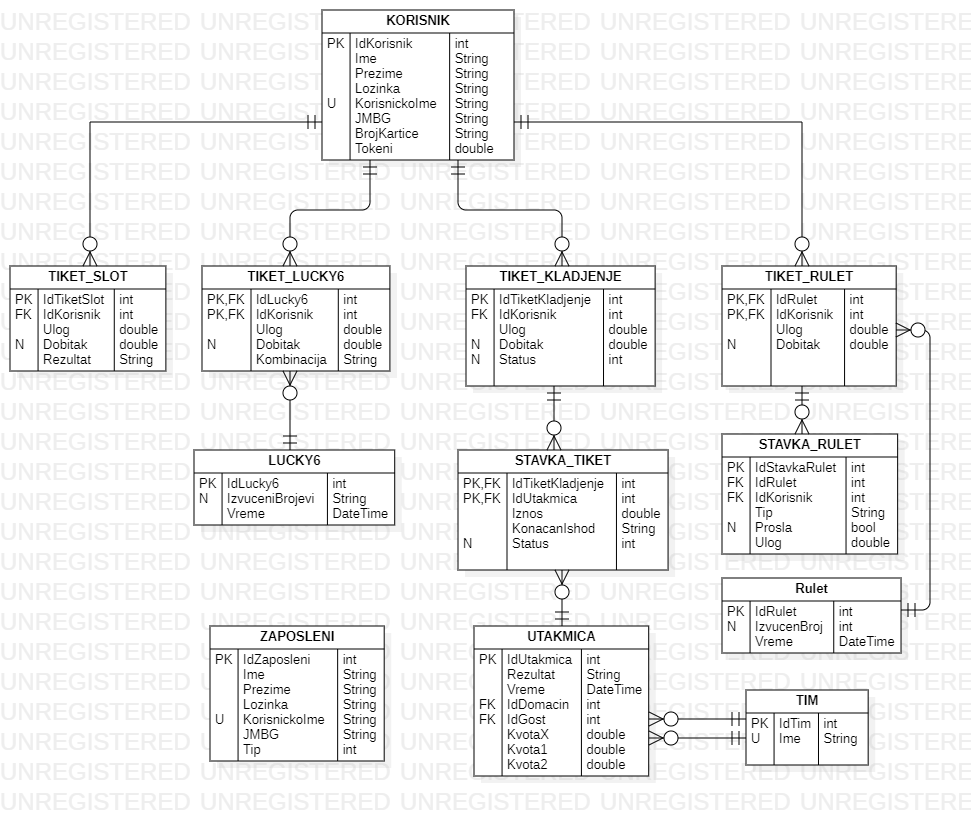 KORISNIK
PK IdKorisnik int
Ime String
Prezime String
Lozinka String
U KorisnickoIme String
JMBG String
BrojKartice String
Tokeni double
TIKET_SLOT
PK IdTiketSlot int
FK IdKorisnik int
Ulog double
N Dobitak double
Rezultat String
TIKET_LUCKY6
PK,FK IdLucky6 int
PK,FK IdKorisnik int
Ulog double
N Dobitak double
Kombinacija String
TIKET_KLADJENJE
PK IdTiketKladjenje int
FK IdKorisnik int
Ulog double
N Dobitak double
N Status int
TIKET_RULET
PK,FK IdRulet int
PK,FK IdKorisnik int
Ulog double
N Dobitak double
LUCKY6
PK IdLucky6 int
N IzvuceniBrojevi String
Vreme DateTime
STAVKA_TIKET
PK,FK IdTiketKladjenje int
PK,FK IdUtakmica int
Iznos double
KonacanIshod String
N Status int
STAVKA_RULET
PK IdStavkaRulet int
FK IdRulet int
FK IdKorisnik int
Tip String
N Prosla bool
Ulog double
Rulet
PK IdRulet int
N IzvucenBroj int
Vreme DateTime
ZAPOSLENI
PK IdZaposleni int
Ime String
Prezime String
Lozinka String
U KorisnickoIme String
JMBG String
Tip int
UTAKMICA
PK IdUtakmica int
Rezultat String
Vreme DateTime
FK IdDomacin int
FK IdGost int
KvotaX double
Kvota1 double
Kvota2 double
TIM
PK IdTim int
U Ime String
UNREGISTERED